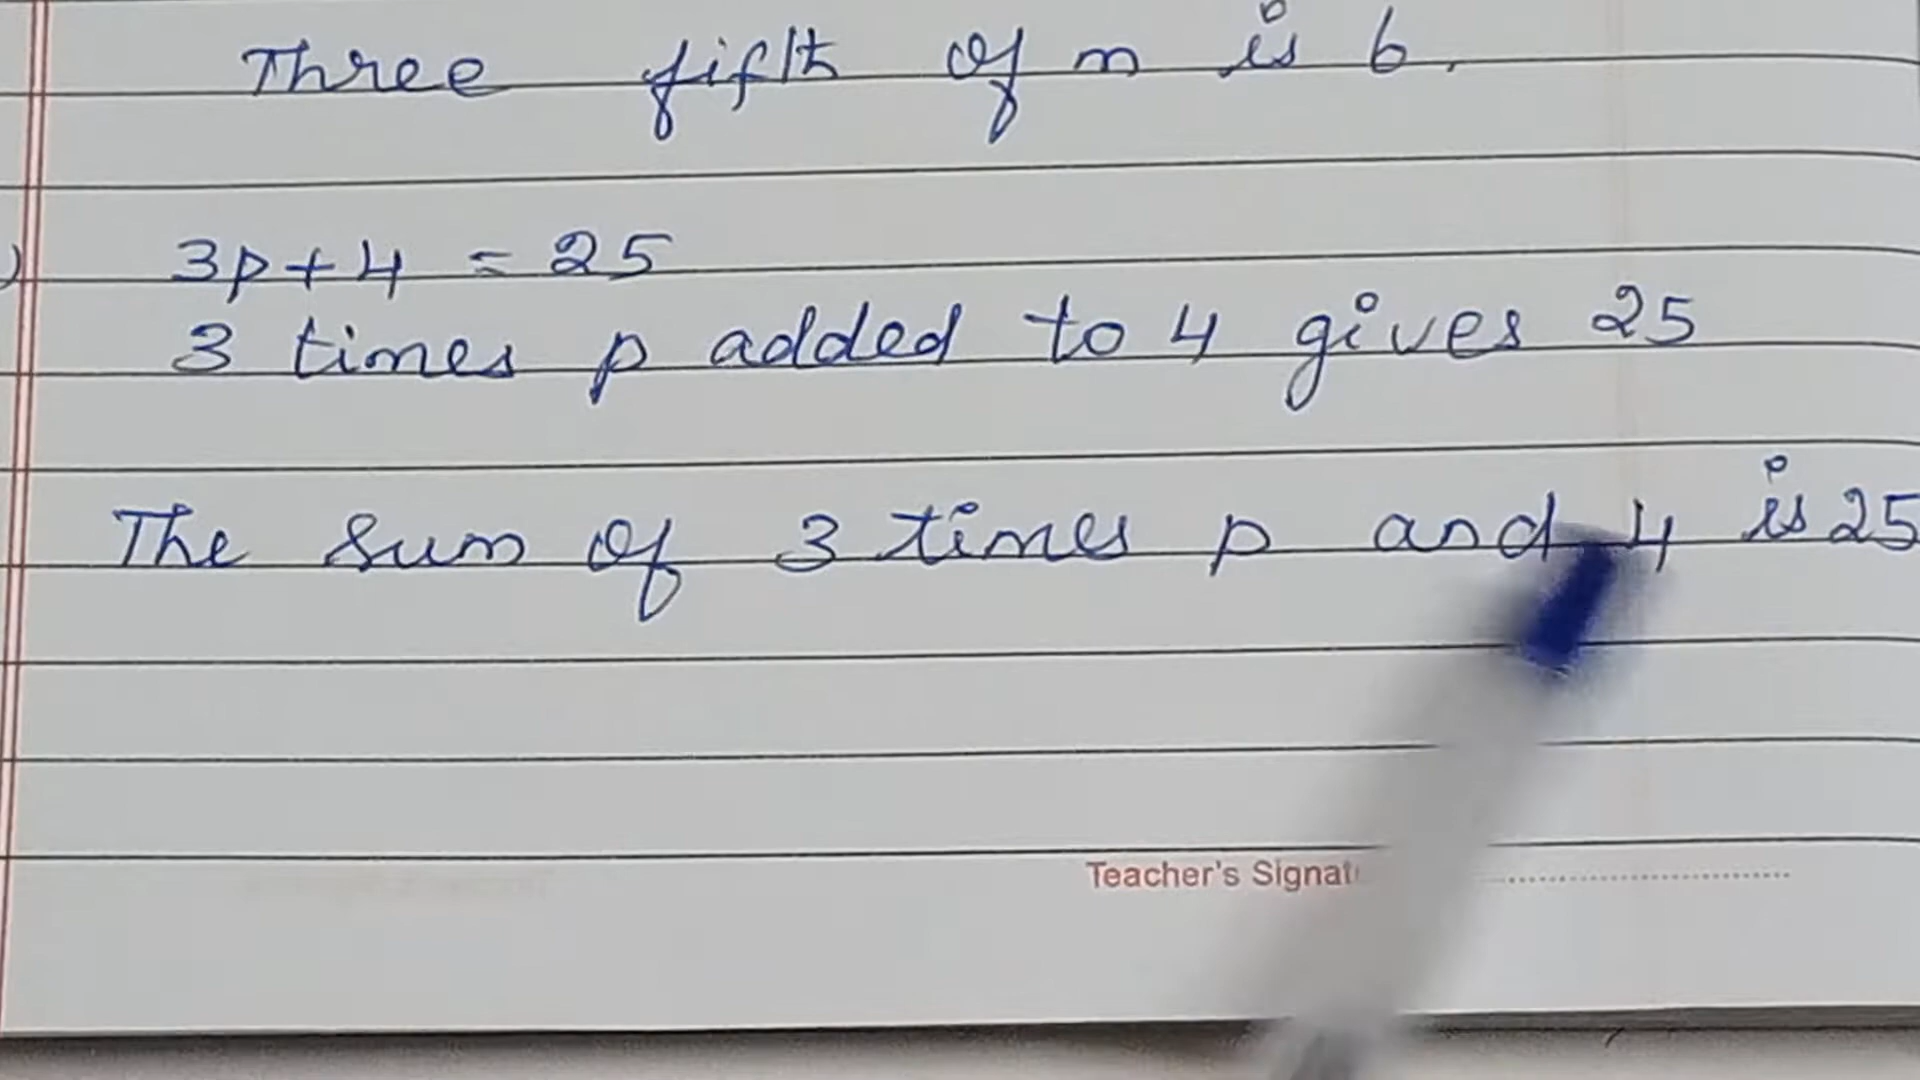 Three fifth of m is 6.
) 3p+4 = 25
3 times p added to 4 gives 25
The sum of 3 times p and 4 is 25
Teacher's Signat